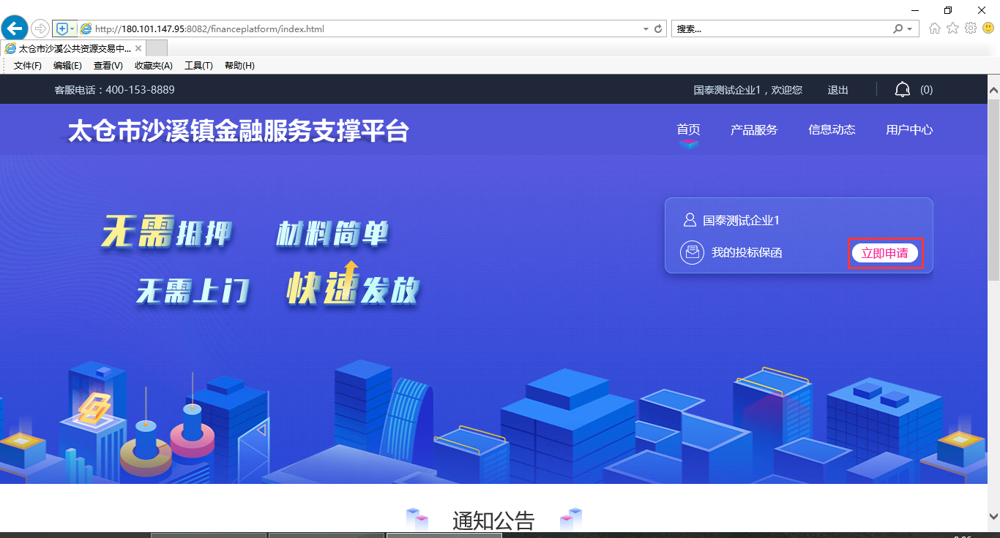 http://180.101.147.95:8082/financeplatform/index.html
搜索...
太仓市沙溪公共资源交易中...
文件(F) 编辑(E) 查看(V) 收藏夹(A) 工具(T) 帮助(H)
客服电话：400-153-8889 国泰测试企业1，欢迎您 退出 (0)
太仓市沙溪镇金融服务支撑平台 首页 产品服务 信息动态 用户中心
无需抵押 材料简单
无需上门 快速发放
国泰测试企业1
我的投标保函 立即申请
通知公告